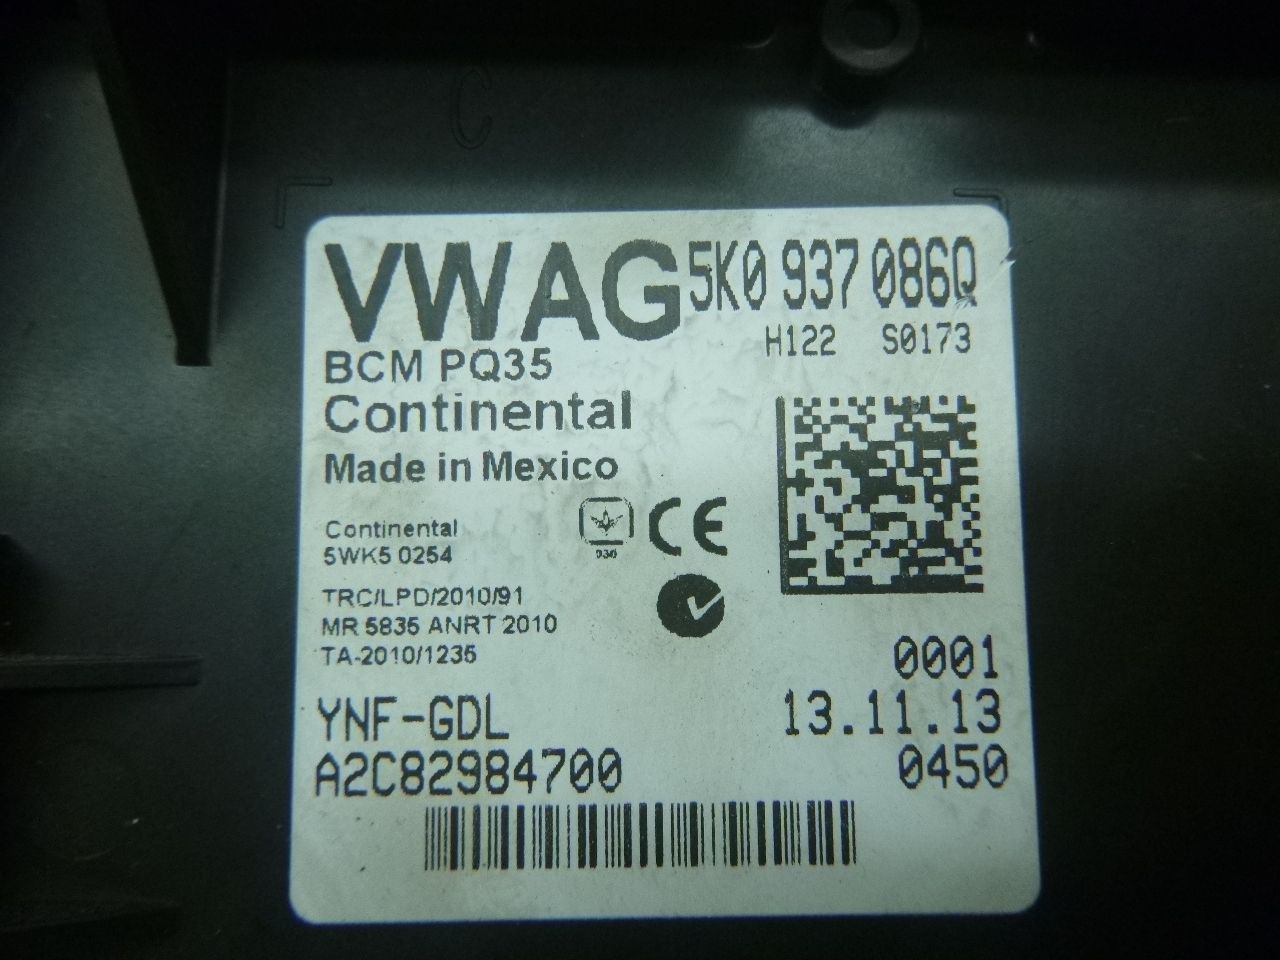 C
VWAG 5K0 937 086Q
H122 S0173
BCM PQ35
Continental
Made in Mexico
Continental
5WK5 0254
CE
TRC/LPD/2010/91
MR 5835 ANRT 2010
TA-2010/1235
0001
YNF-GDL 13.11.13
A2C82984700 0450